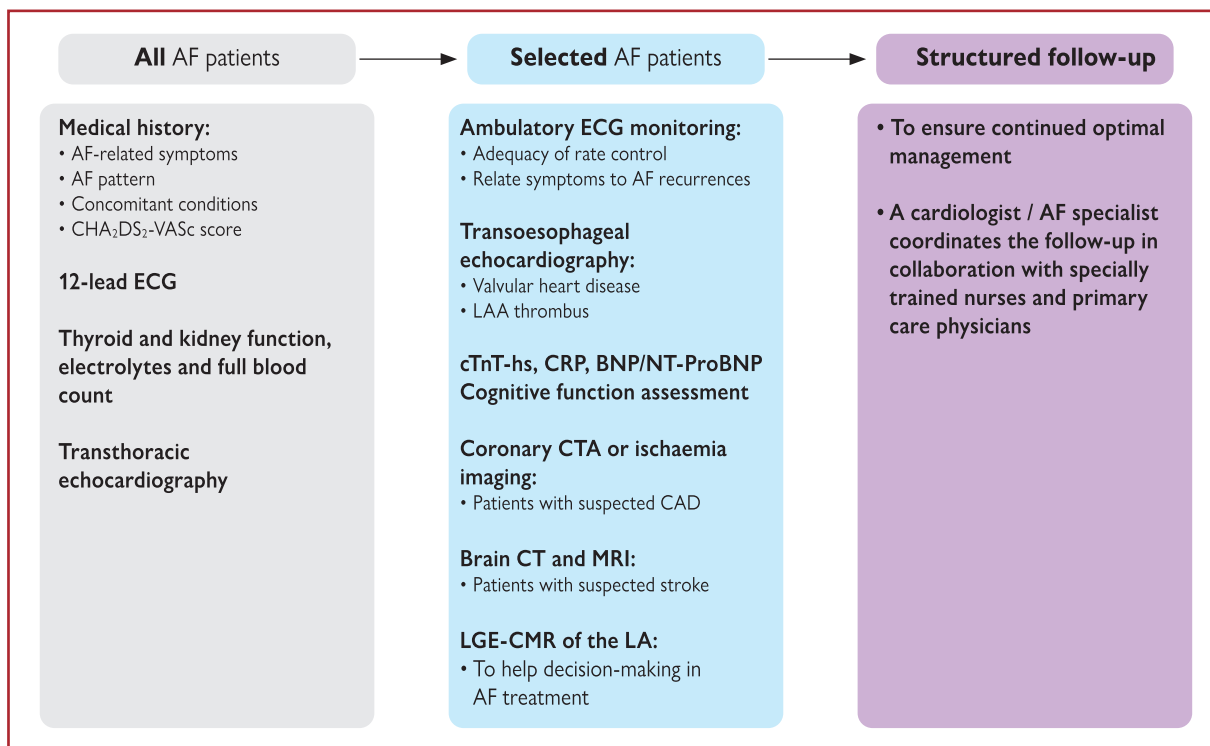 All AF patients
Selected AF patients
Structured follow-up
Medical history:
• AF-related symptoms
• AF pattern
• Concomitant conditions
• CHA₂DS₂-VASc score
12-lead ECG
Thyroid and kidney function,
electrolytes and full blood
count
Transthoracic
echocardiography
Ambulatory ECG monitoring:
• Adequacy of rate control
• Relate symptoms to AF recurrences
Transoesophageal
echocardiography:
• Valvular heart disease
• LAA thrombus
cTnT-hs, CRP, BNP/NT-ProBNP
Cognitive function assessment
Coronary CTA or ischaemia
imaging:
• Patients with suspected CAD
Brain CT and MRI:
• Patients with suspected stroke
LGE-CMR of the LA:
• To help decision-making in
AF treatment
• To ensure continued optimal
management
• A cardiologist / AF specialist
coordinates the follow-up in
collaboration with specially
trained nurses and primary
care physicians